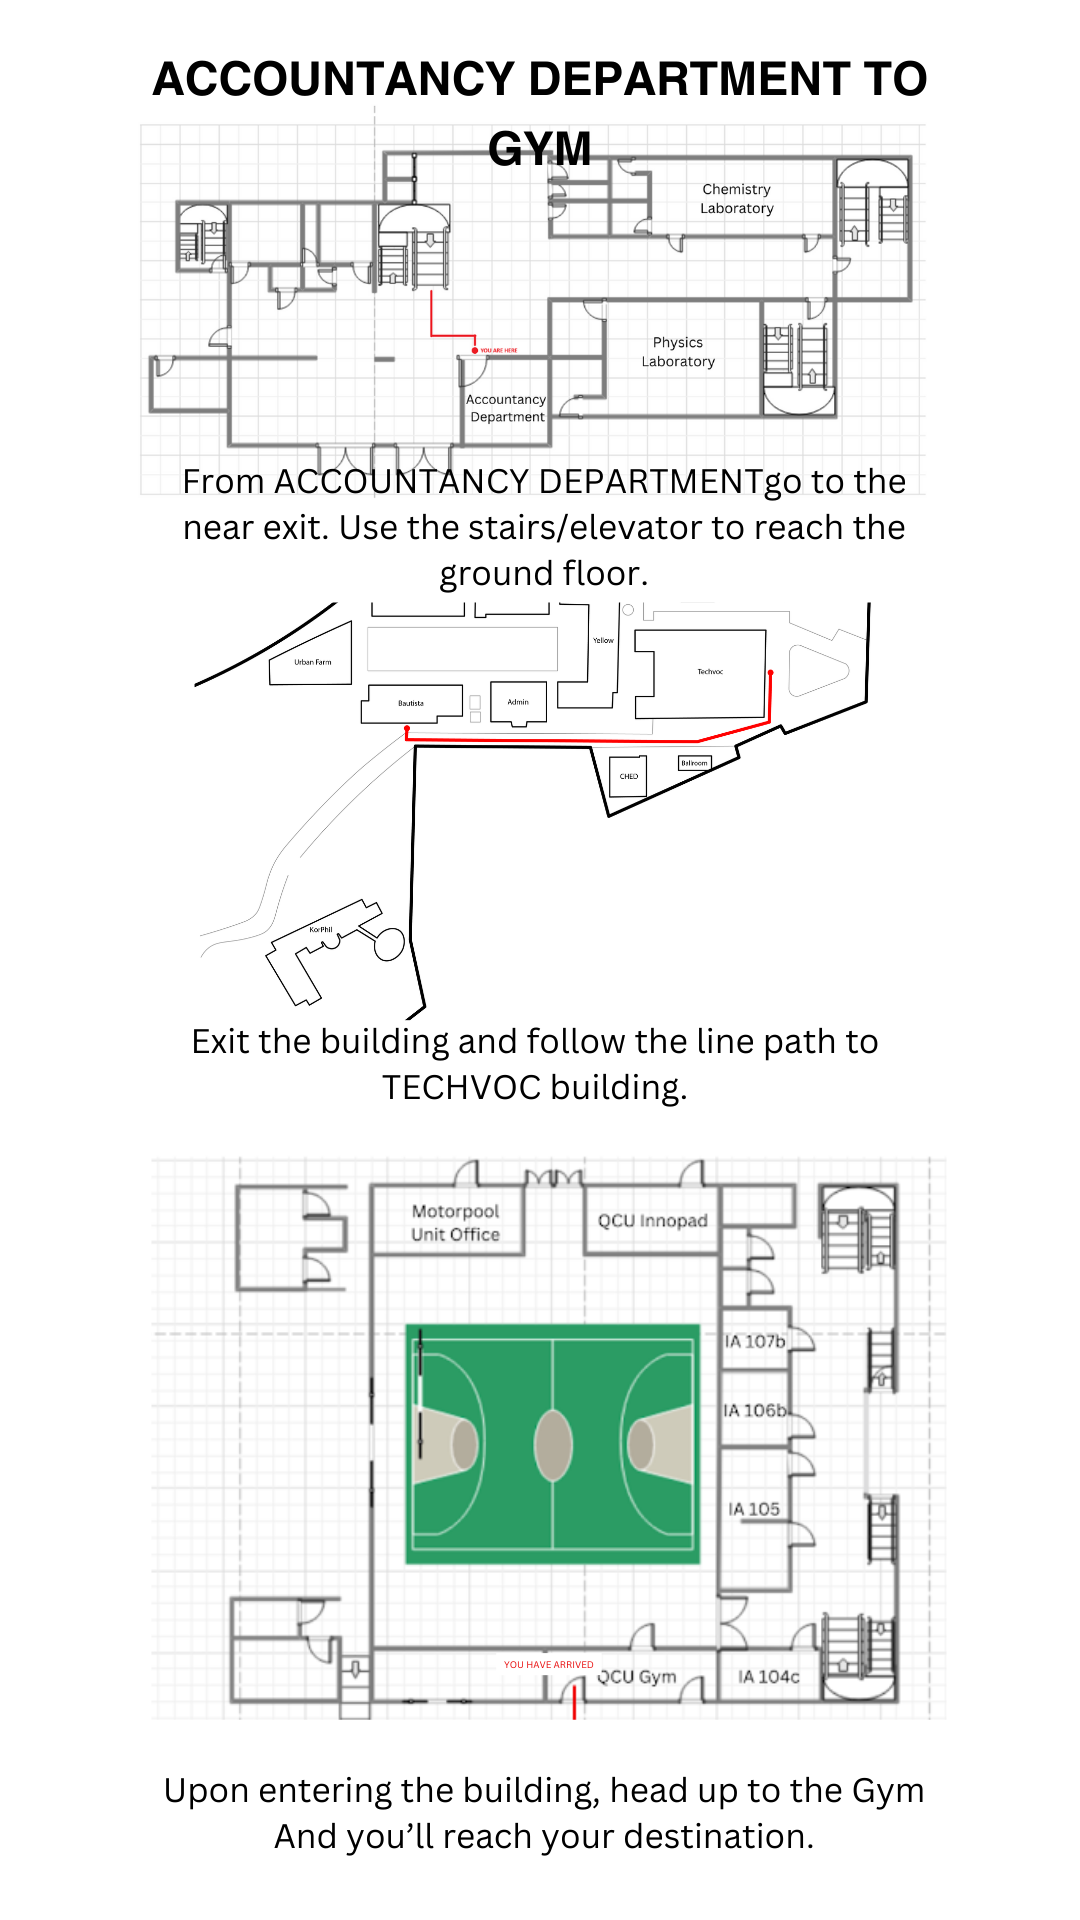 ACCOUNTANCY DEPARTMENT TO
GYM
Chemistry
Laboratory
YOU ARE HERE
Physics
Laboratory
Accountancy
Department
From ACCOUNTANCY DEPARTMENTgo to the
near exit. Use the stairs/elevator to reach the
ground floor.
Yellow
Urban Farm
Techvoc
Bautista
Admin
CHED
Ballroom
KorPhil
Exit the building and follow the line path to
TECHVOC building.
Motorpool
Unit Office
QCU Innopad
IA 107b
IA 106b
IA 105
YOU HAVE ARRIVED
QCU Gym
IA 104c
Upon entering the building, head up to the Gym
And you’ll reach your destination.